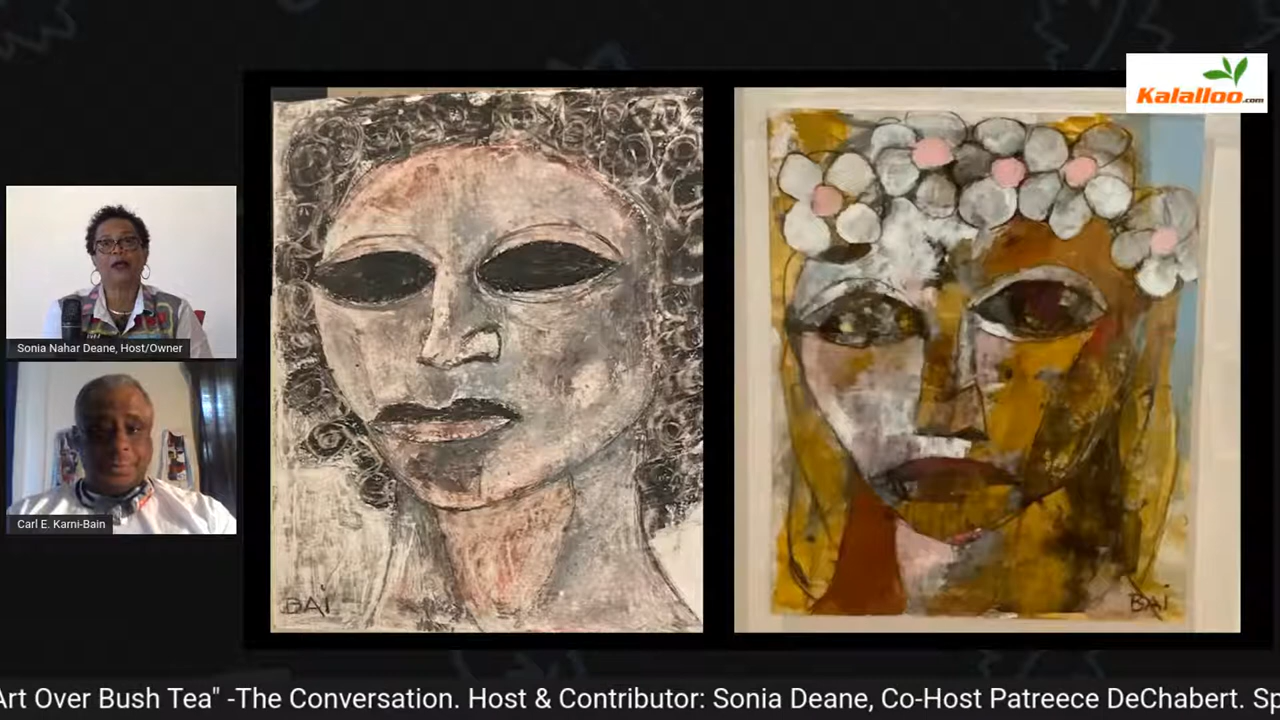 Kalalloo.com
Sonia Nahar Deane, Host/Owner
Carl E. Karni-Bain
BAI
BAI
Art Over Bush Tea" -The Conversation. Host & Contributor: Sonia Deane, Co-Host Patreece DeChabert. Sp